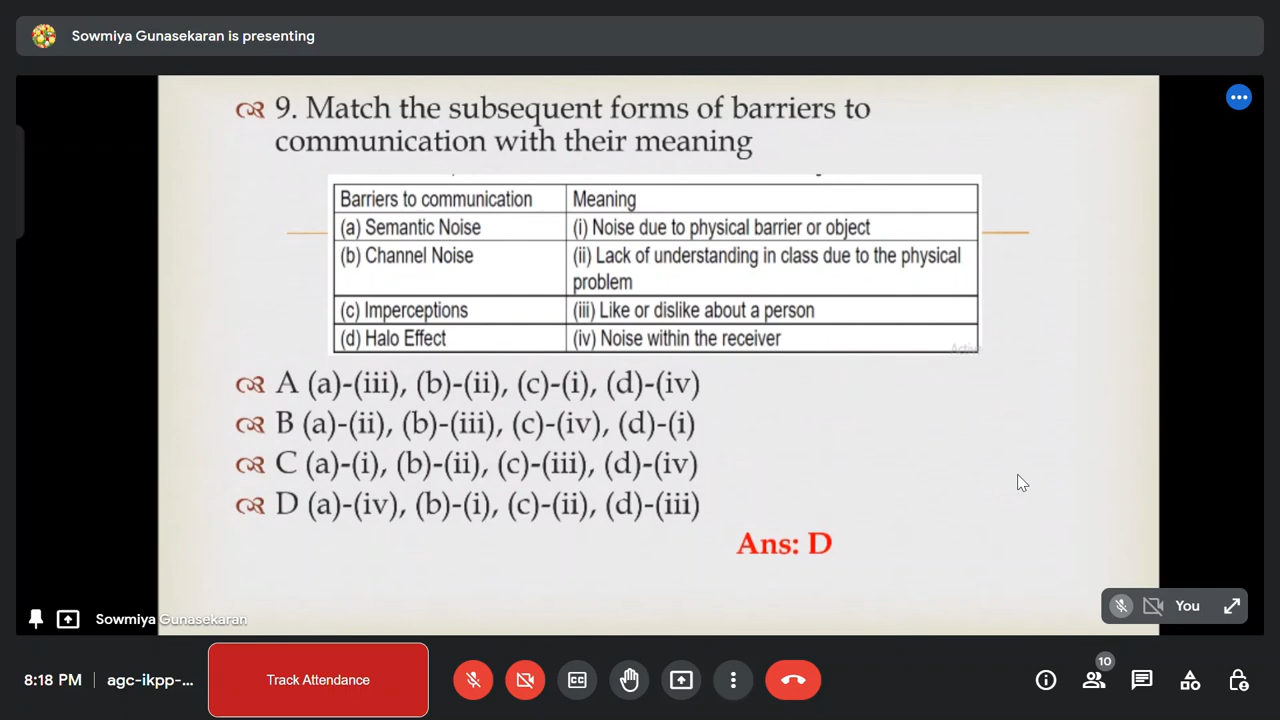 Sowmiya Gunasekaran is presenting
9. Match the subsequent forms of barriers to
communication with their meaning
Barriers to communication Meaning
(a) Semantic Noise (i) Noise due to physical barrier or object
(b) Channel Noise (ii) Lack of understanding in class due to the physical
problem
(c) Imperceptions (iii) Like or dislike about a person
(d) Halo Effect (iv) Noise within the receiver
A (a)-(iii), (b)-(ii), (c)-(i), (d)-(iv)
B (a)-(ii), (b)-(iii), (c)-(iv), (d)-(i)
C (a)-(i), (b)-(ii), (c)-(iii), (d)-(iv)
D (a)-(iv), (b)-(i), (c)-(ii), (d)-(iii)
Ans: D
You
Sowmiya Gunasekaran
8:18 PM agc-ikpp-...
Track Attendance
10